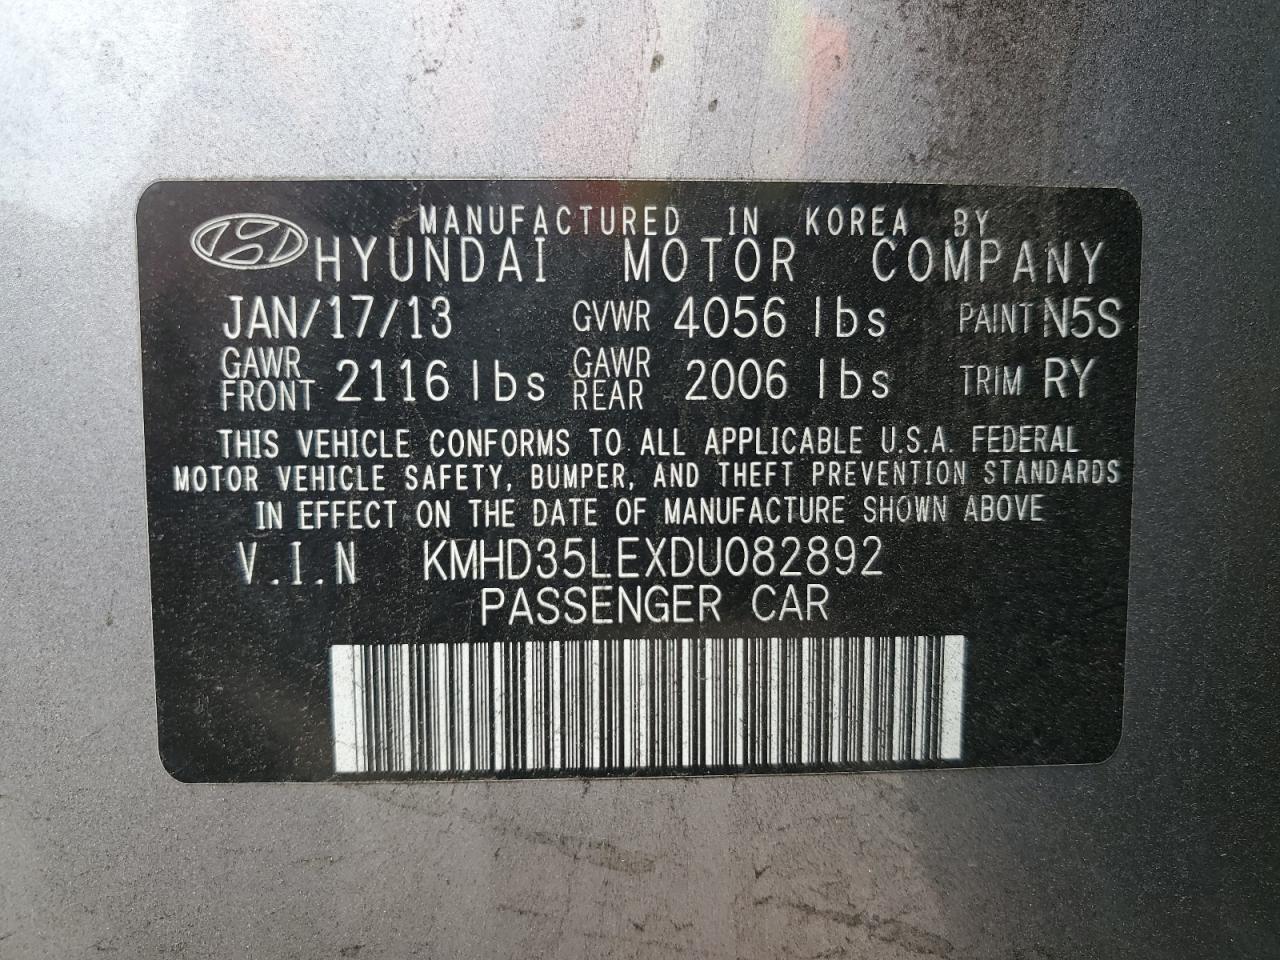 MANUFACTURED IN KOREA BY
HYUNDAI MOTOR COMPANY
JAN/17/13 GVWR 4056 lbs PAINT N5S
GAWR FRONT 2116 lbs GAWR REAR 2006 lbs TRIM RY
THIS VEHICLE CONFORMS TO ALL APPLICABLE U.S.A. FEDERAL
MOTOR VEHICLE SAFETY, BUMPER, AND THEFT PREVENTION STANDARDS
IN EFFECT ON THE DATE OF MANUFACTURE SHOWN ABOVE
V.I.N KMHD35LEXDU082892
PASSENGER CAR